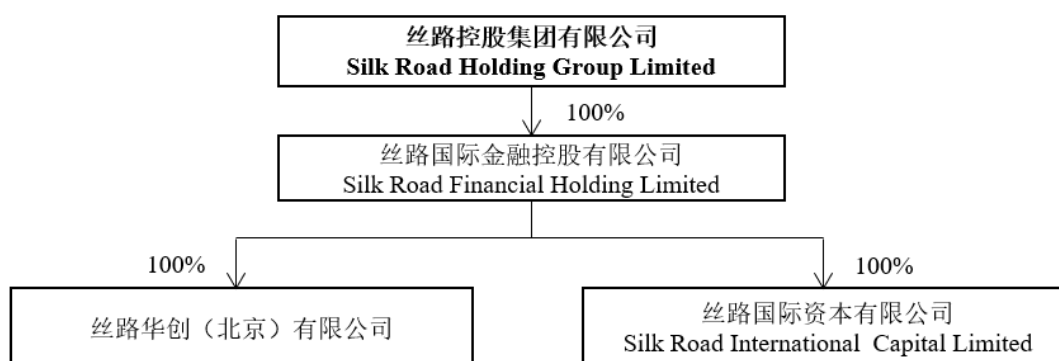 丝路控股集团有限公司
Silk Road Holding Group Limited
100%
丝路国际金融控股有限公司
Silk Road Financial Holding Limited
100%
100%
丝路华创（北京）有限公司
丝路国际资本有限公司
Silk Road International Capital Limited